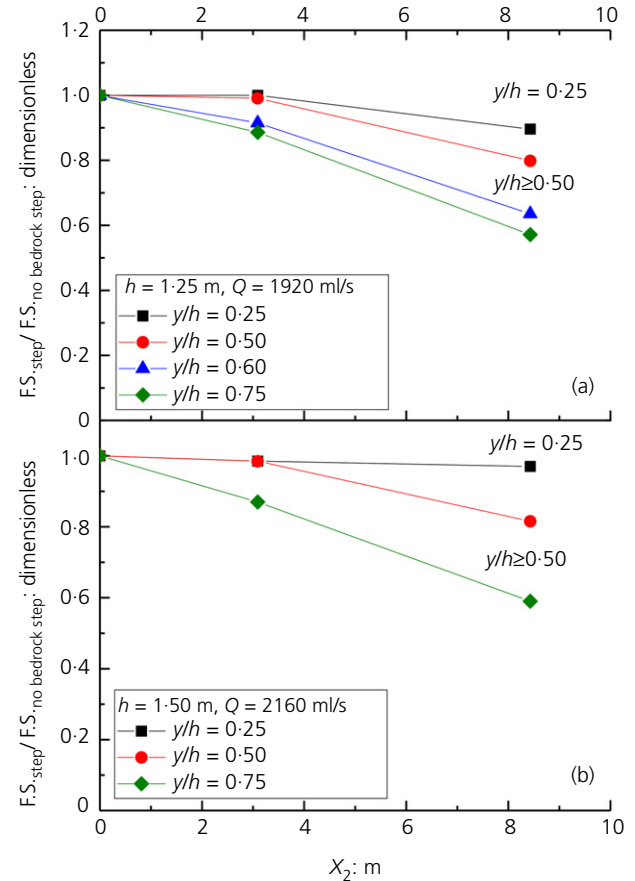 0 2 4 6 8 10
1·2
1·0
0·8
0·6
0·4
0·2
0
F.S.step/ F.S.no bedrock step: dimensionless
y/h = 0·25
y/h≥0·50
h = 1·25 m, Q = 1920 ml/s
y/h = 0·25
y/h = 0·50
y/h = 0·60
y/h = 0·75
(a)
1·0
0·8
0·6
0·4
0·2
0
F.S.step/ F.S.no bedrock step: dimensionless
y/h = 0·25
y/h≥0·50
h = 1·50 m, Q = 2160 ml/s
y/h = 0·25
y/h = 0·50
y/h = 0·75
(b)
0 2 4 6 8 10
X2: m